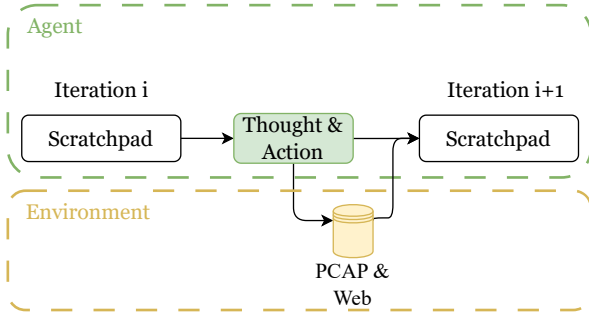 Agent
Iteration i
Iteration i+1
Scratchpad
Thought &
Action
Scratchpad
Environment
PCAP &
Web